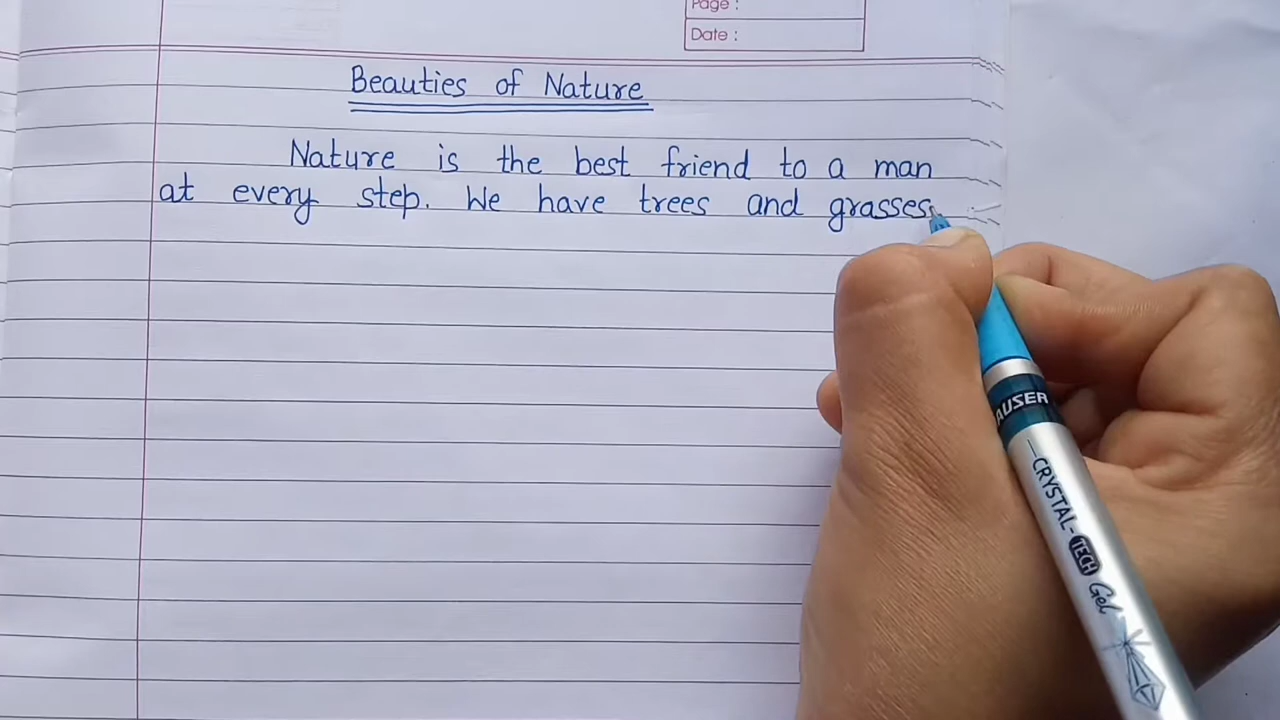 Page :
Date :
Beauties of Nature
Nature is the best friend to a man
at every step. We have trees and grasses
AUSER
CRYSTAL-TECH Gel